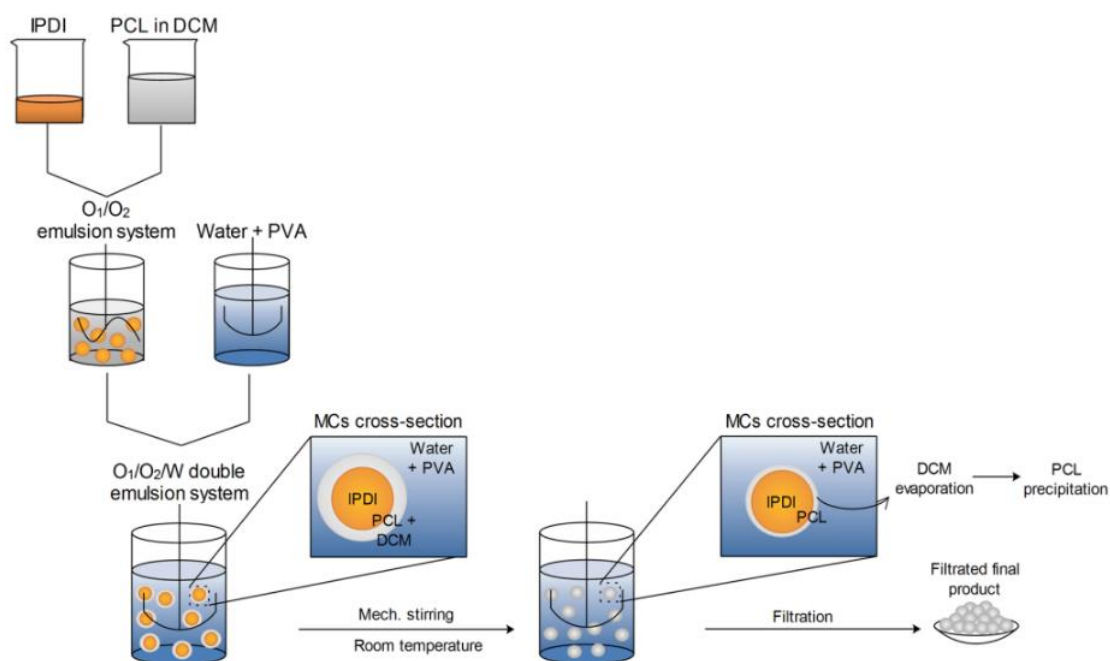 IPDI
PCL in DCM
O₁/O₂
emulsion system
Water + PVA
O₁/O₂/W double
emulsion system
MCs cross-section
Water
+ PVA
IPDI
PCL +
DCM
Mech. stirring
Room temperature
MCs cross-section
Water
+ PVA
IPDI
PCL
DCM
evaporation
PCL
precipitation
Filtration
Filtrated final
product